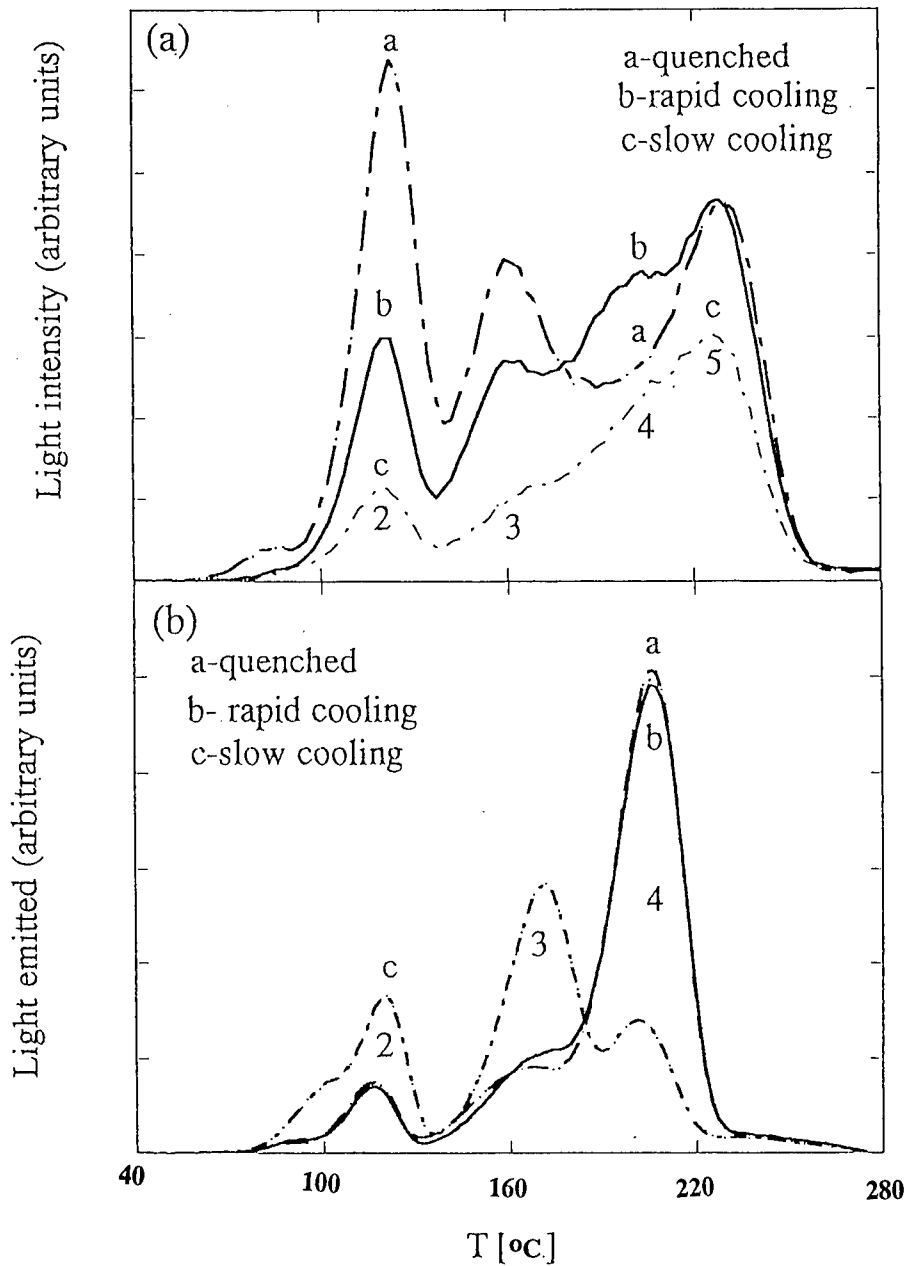 (a)
a
a-quenched
b-rapid cooling
c-slow cooling
b
b
a
c
5
4
c
2
3
Light intensity (arbitrary units)
(b)
a-quenched
b- rapid cooling
c-slow cooling
a
b
4
3
c
2
Light emitted (arbitrary units)
40 100 160 220 280
T [°C]